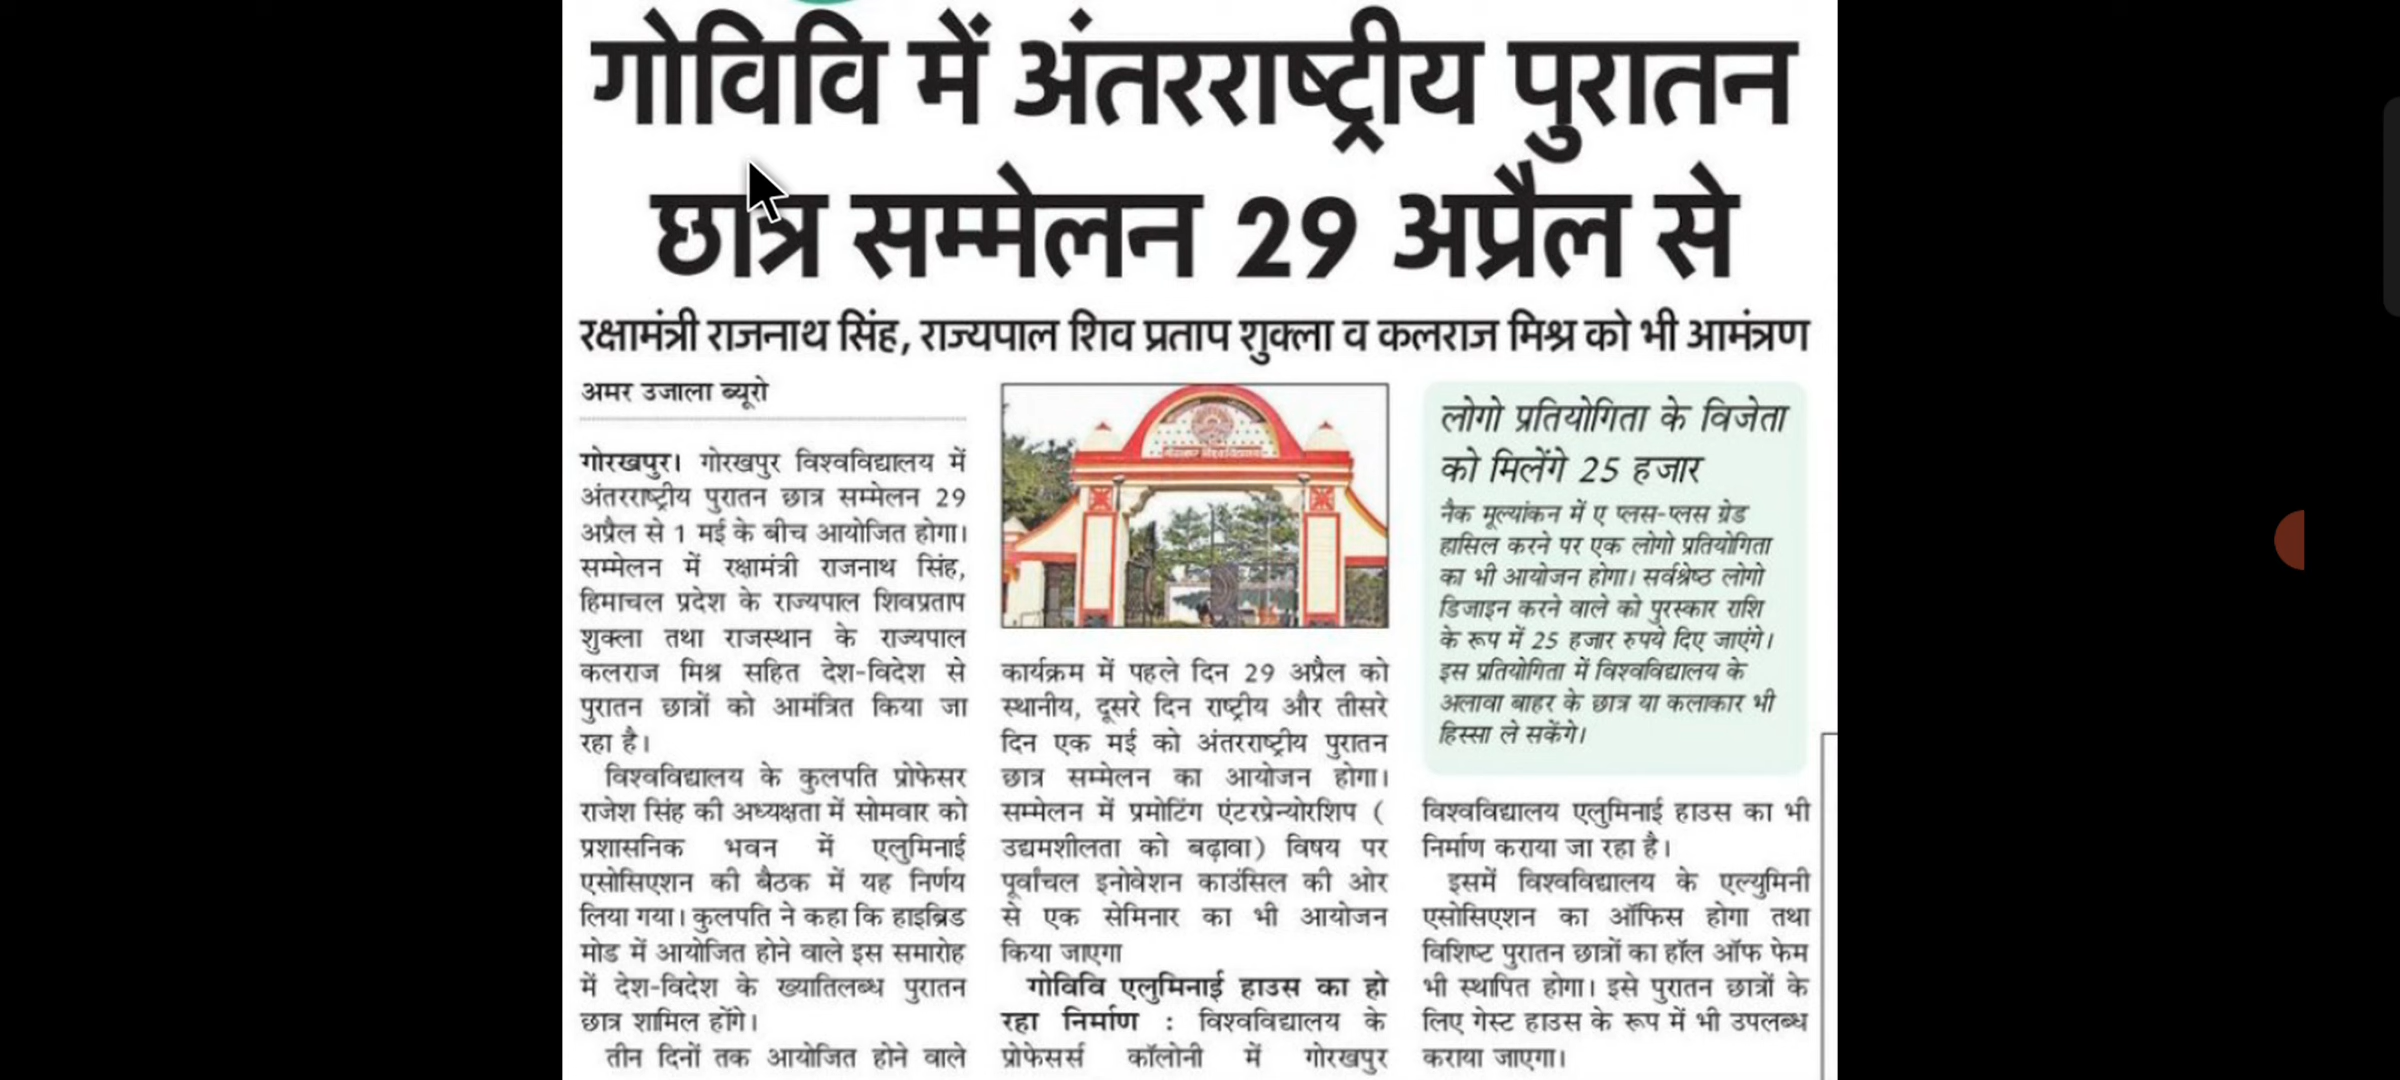 गोविवि में अंतरराष्ट्रीय पुरातन
छात्र सम्मेलन 29 अप्रैल से
रक्षामंत्री राजनाथ सिंह, राज्यपाल शिव प्रताप शुक्ला व कलराज मिश्र को भी आमंत्रण
अमर उजाला ब्यूरो
गोरखपुर। गोरखपुर विश्वविद्यालय में
अंतरराष्ट्रीय पुरातन छात्र सम्मेलन 29
अप्रैल से 1 मई के बीच आयोजित होगा।
सम्मेलन में रक्षामंत्री राजनाथ सिंह,
हिमाचल प्रदेश के राज्यपाल शिवप्रताप
शुक्ला तथा राजस्थान के राज्यपाल
कलराज मिश्र सहित देश-विदेश से
पुरातन छात्रों को आमंत्रित किया जा
रहा है।
विश्वविद्यालय के कुलपति प्रोफेसर
राजेश सिंह की अध्यक्षता में सोमवार को
प्रशासनिक भवन में एलुमिनाई
एसोसिएशन की बैठक में यह निर्णय
लिया गया। कुलपति ने कहा कि हाइब्रिड
मोड में आयोजित होने वाले इस समारोह
में देश-विदेश के ख्यातिलब्ध पुरातन
छात्र शामिल होंगे।
तीन दिनों तक आयोजित होने वाले
कार्यक्रम में पहले दिन 29 अप्रैल को
स्थानीय, दूसरे दिन राष्ट्रीय और तीसरे
दिन एक मई को अंतरराष्ट्रीय पुरातन
छात्र सम्मेलन का आयोजन होगा।
सम्मेलन में प्रमोटिंग एंटरप्रेन्योरशिप (
उद्यमशीलता को बढ़ावा) विषय पर
पूर्वांचल इनोवेशन काउंसिल की ओर
से एक सेमिनार का भी आयोजन
किया जाएगा
गोविवि एलुमिनाई हाउस का हो
रहा निर्माण : विश्वविद्यालय के
प्रोफेसर्स कॉलोनी में गोरखपुर
लोगो प्रतियोगिता के विजेता
को मिलेंगे 25 हजार
नैक मूल्यांकन में ए प्लस-प्लस ग्रेड
हासिल करने पर एक लोगो प्रतियोगिता
का भी आयोजन होगा। सर्वश्रेष्ठ लोगो
डिजाइन करने वाले को पुरस्कार राशि
के रूप में 25 हजार रुपये दिए जाएंगे।
इस प्रतियोगिता में विश्वविद्यालय के
अलावा बाहर के छात्र या कलाकार भी
हिस्सा ले सकेंगे।
विश्वविद्यालय एलुमिनाई हाउस का भी
निर्माण कराया जा रहा है।
इसमें विश्वविद्यालय के एल्युमिनी
एसोसिएशन का ऑफिस होगा तथा
विशिष्ट पुरातन छात्रों का हॉल ऑफ फेम
भी स्थापित होगा। इसे पुरातन छात्रों के
लिए गेस्ट हाउस के रूप में भी उपलब्ध
कराया जाएगा।